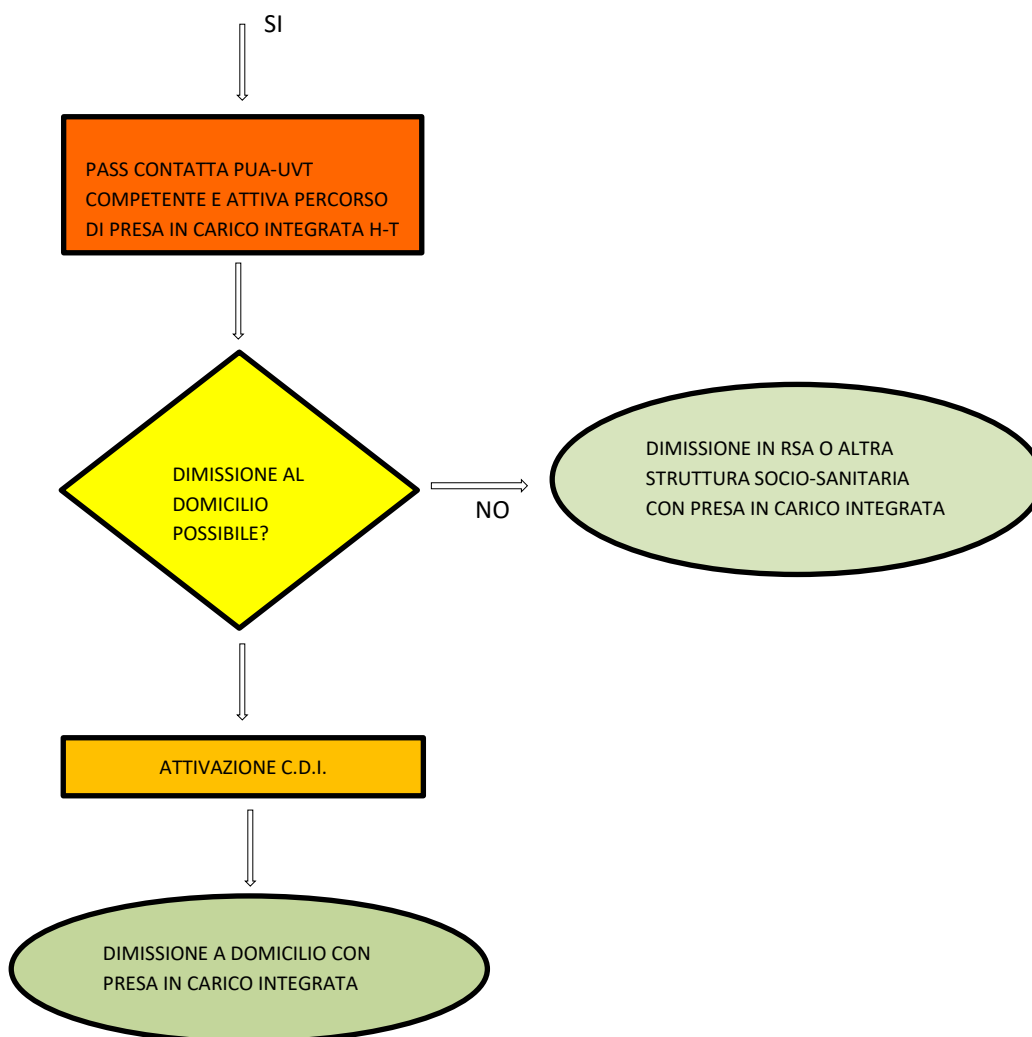 SI
PASS CONTATTA PUA-UVT
COMPETENTE E ATTIVA PERCORSO
DI PRESA IN CARICO INTEGRATA H-T
DIMISSIONE AL
DOMICILIO
POSSIBILE?
NO
DIMISSIONE IN RSA O ALTRA
STRUTTURA SOCIO-SANITARIA
CON PRESA IN CARICO INTEGRATA
ATTIVAZIONE C.D.I.
DIMISSIONE A DOMICILIO CON
PRESA IN CARICO INTEGRATA